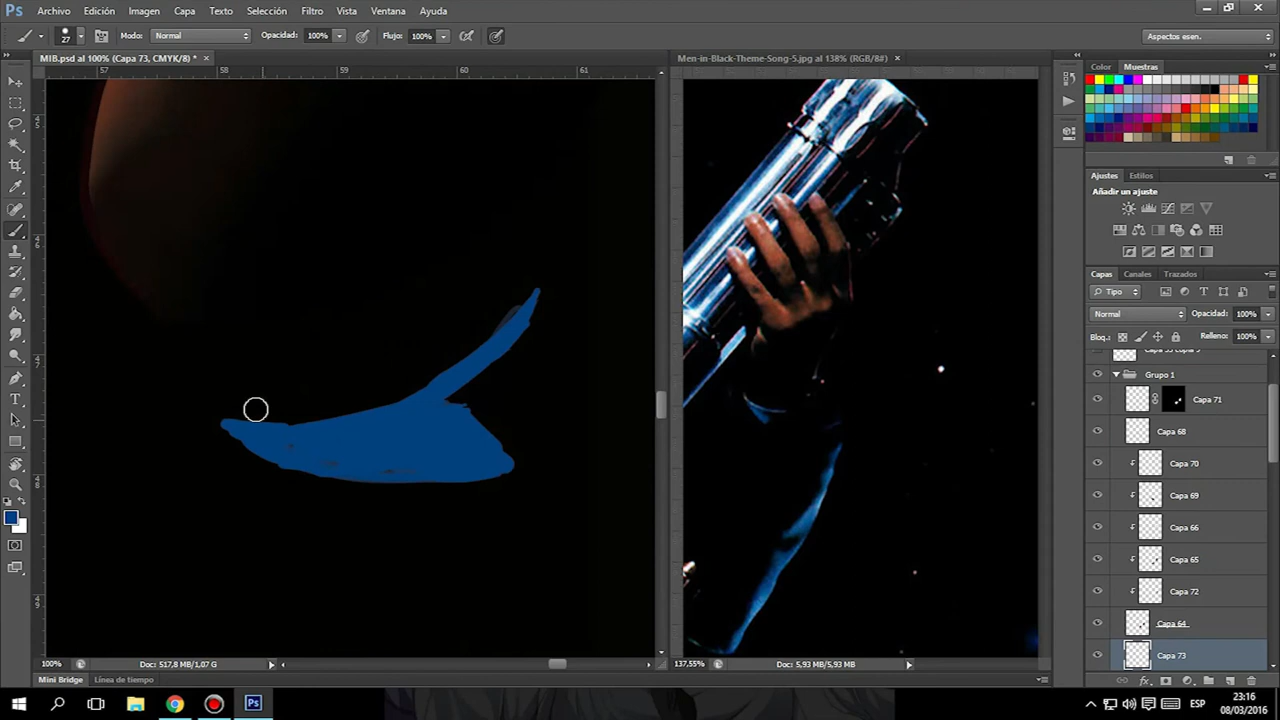 Ps Archivo Edición Imagen Capa Texto Selección Filtro Vista Ventana Ayuda
27 Modo: Normal Opacidad: 100% Flujo: 100% Aspectos esen.
MIB.psd al 100% (Capa 73, CMYK/8) * ×
Men-in-Black-Theme-Song-5.jpg al 138% (RGB/8#) ×
57 58 59 60 61
Color Muestras
Ajustes Estilos
Añadir un ajuste
Capas Canales Trazados
Tipo
Normal Opacidad: 100%
Bloq.: Relleno: 100%
Grupo 1
Capa 71
Capa 68
Capa 70
Capa 69
Capa 66
Capa 65
Capa 72
Capa 64
Capa 73
100% Doc: 517,8 MB/1,07 G
137,55% Doc: 5,93 MB/5,93 MB
Mini Bridge Línea de tiempo
ESP 23:16
08/03/2016